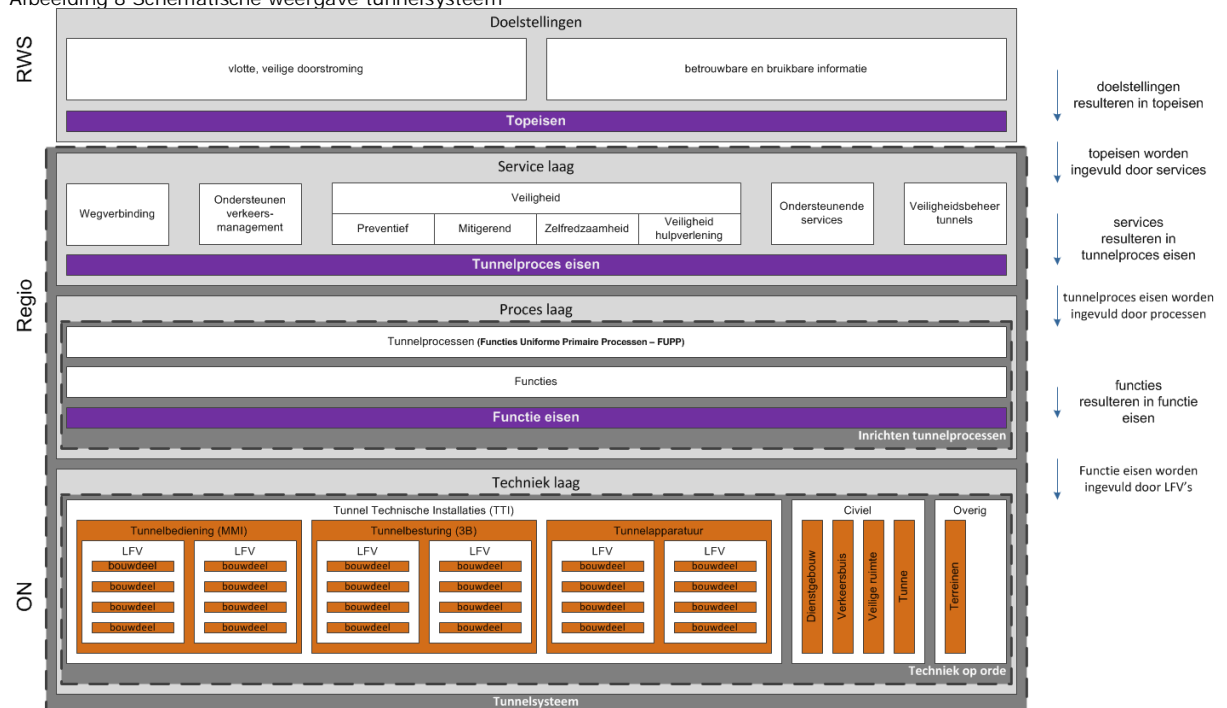 Afbeelding 8 Schematische weergave tunnelsysteem
RWS
Doelstellingen
vlotte, veilige doorstroming
betrouwbare en bruikbare informatie
Topeisen
doelstellingen
resulteren in topeisen
topeisen worden
ingevuld door services
Regio
Service laag
Wegverbinding
Ondersteunen
verkeers-
management
Veiligheid
Preventief
Mitigerend
Zelfredzaamheid
Veiligheid
hulpverlening
Ondersteunende
services
Veiligheidsbeheer
tunnels
Tunnelproces eisen
services
resulteren in
tunnelproces eisen
tunnelproces eisen worden
ingevuld door processen
Proces laag
Tunnelprocessen (Functies Uniforme Primaire Processen – FUPP)
Functies
Functie eisen
Inrichten tunnelprocessen
functies
resulteren in functie
eisen
Functie eisen worden
ingevuld door LFV's
ON
Techniek laag
Tunnel Technische Installaties (TTI)
Tunnelbediening (MMI)
LFV
bouwdeel
bouwdeel
bouwdeel
bouwdeel
LFV
bouwdeel
bouwdeel
bouwdeel
bouwdeel
Tunnelbesturing (3B)
LFV
bouwdeel
bouwdeel
bouwdeel
bouwdeel
LFV
bouwdeel
bouwdeel
bouwdeel
bouwdeel
Tunnelapparatuur
LFV
bouwdeel
bouwdeel
bouwdeel
bouwdeel
LFV
bouwdeel
bouwdeel
bouwdeel
bouwdeel
Civiel
Dienstgebouw
Verkeersbuis
Veilige ruimte
Tunne
Overig
Terreinen
Techniek op orde
Tunnelsysteem